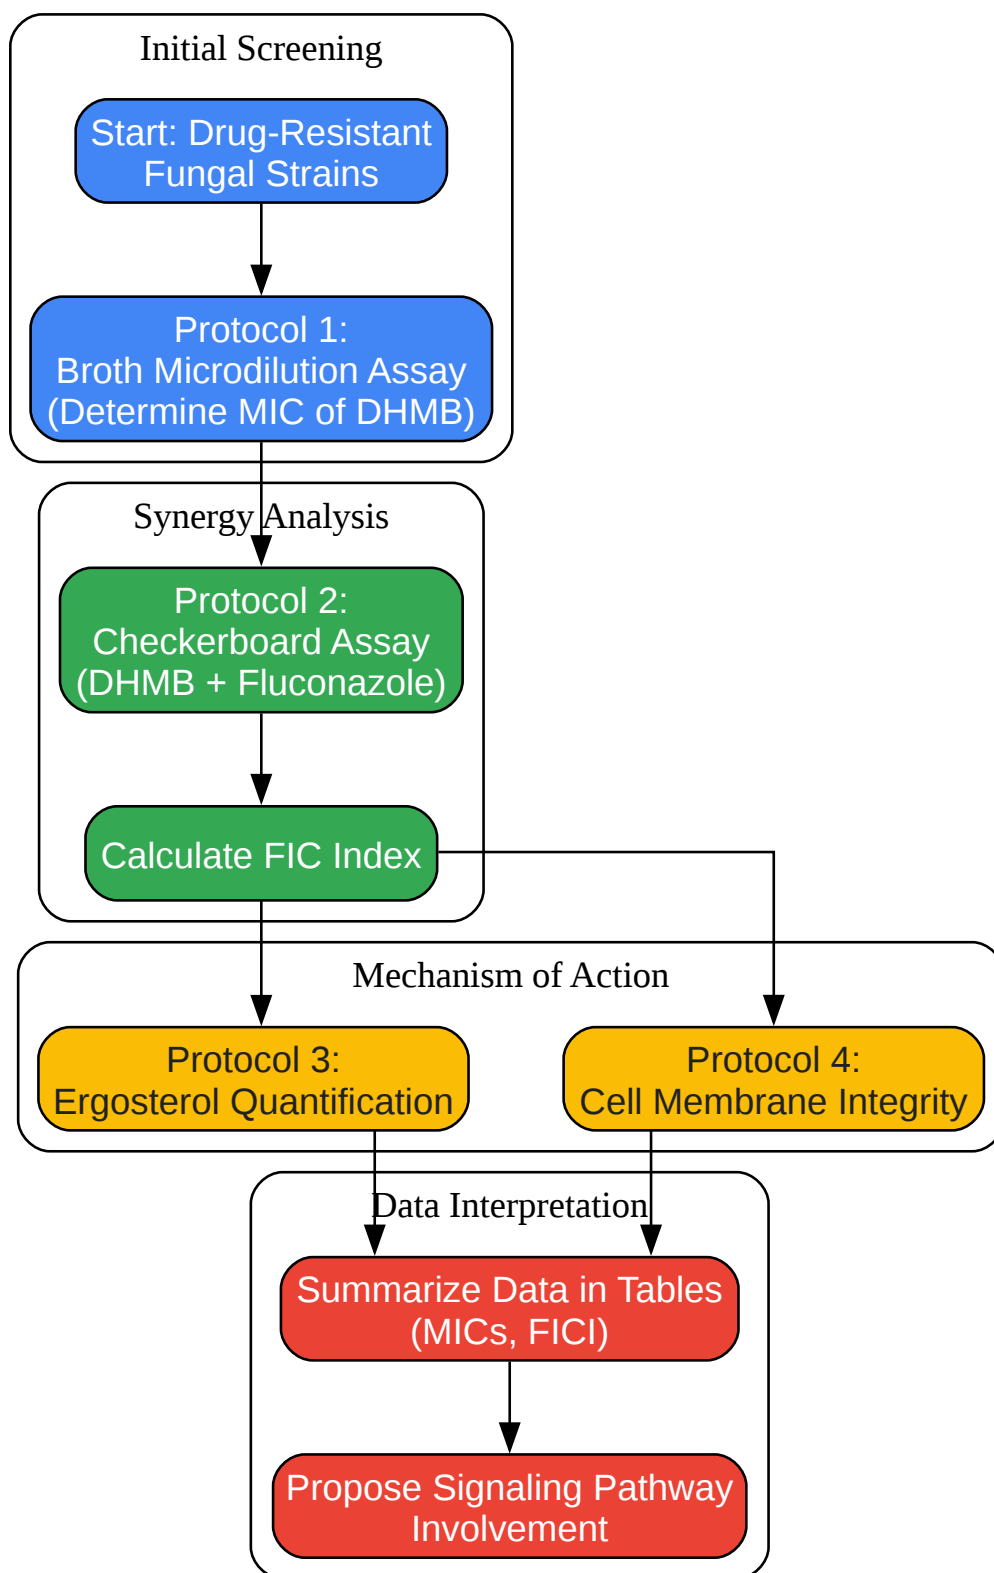 Initial Screening
Start: Drug-Resistant
Fungal Strains
Protocol 1:
Broth Microdilution Assay
(Determine MIC of DHMB)
Synergy Analysis
Protocol 2:
Checkerboard Assay
(DHMB + Fluconazole)
Calculate FIC Index
Mechanism of Action
Protocol 3:
Ergosterol Quantification
Protocol 4:
Cell Membrane Integrity
Data Interpretation
Summarize Data in Tables
(MICs, FICI)
Propose Signaling Pathway
Involvement